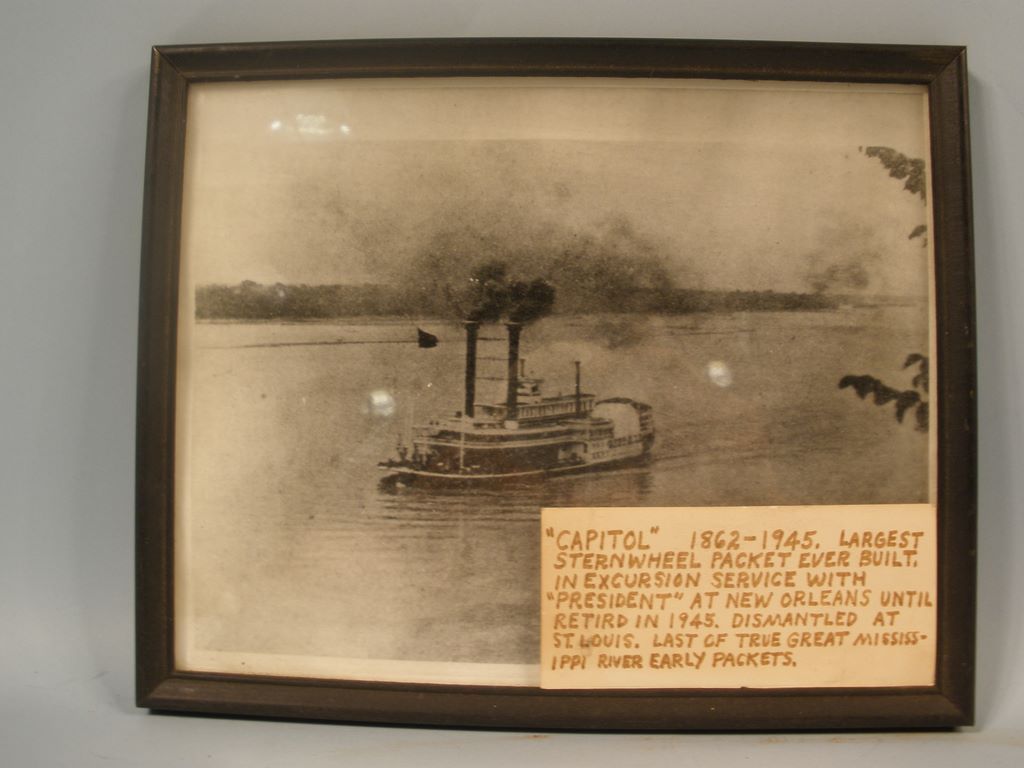 "CAPITOL" 1862-1945. LARGEST
STERNWHEEL PACKET EVER BUILT.
IN EXCURSION SERVICE WITH
"PRESIDENT" AT NEW ORLEANS UNTIL
RETIRD IN 1945. DISMANTLED AT
ST. LOUIS. LAST OF TRUE GREAT MISSISS-
IPPI RIVER EARLY PACKETS.